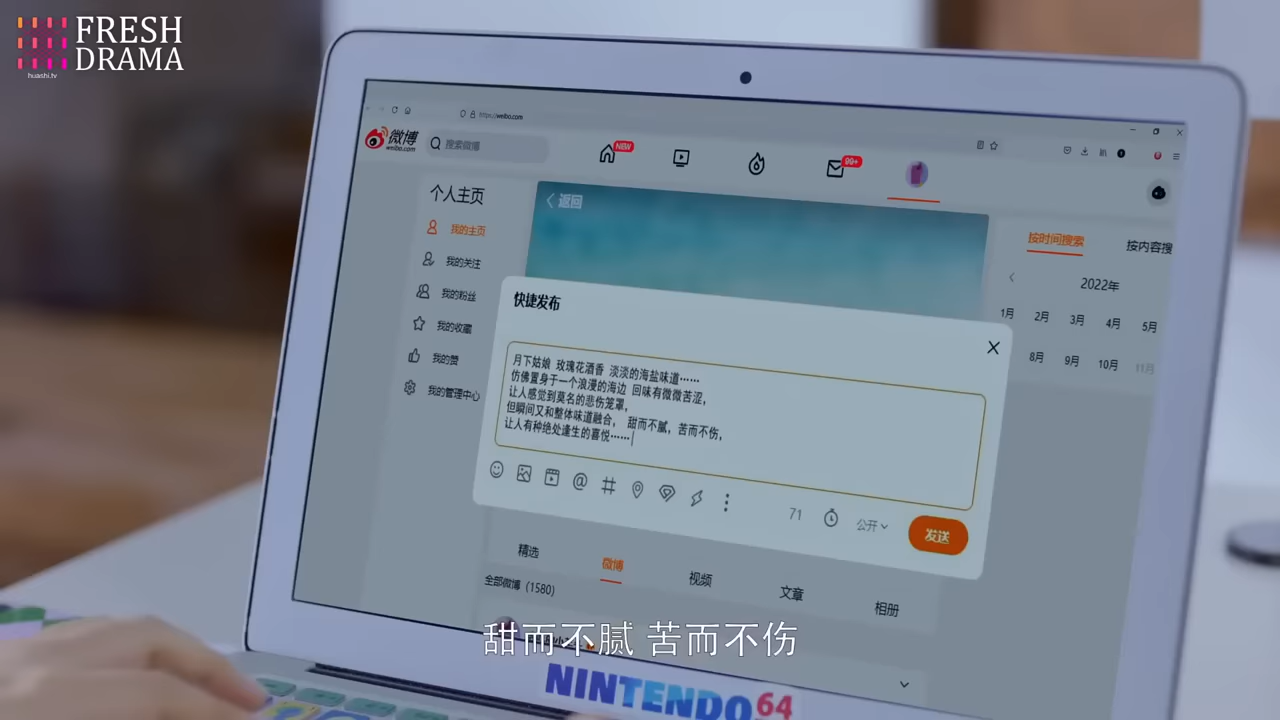 FRESH
DRAMA
huashi.tv
https://weibo.com
微博
weibo.com
搜索微博
NEW
99+
个人主页
我的主页
我的关注
我的粉丝
我的收藏
我的赞
我的管理中心
返回
按时间搜索
按内容搜
2022年
1月 2月 3月 4月 5月
8月 9月 10月 11月
快捷发布
月下姑娘 玫瑰花酒香 淡淡的海盐味道……
仿佛置身于一个浪漫的海边 回味有微微苦涩,
让人感觉到莫名的悲伤笼罩,
但瞬间又和整体味道融合, 甜而不腻, 苦而不伤,
让人有种绝处逢生的喜悦……
71
公开
发送
精选
微博
视频
文章
相册
全部微博（1580）
甜而不腻 苦而不伤
NINTENDO 64